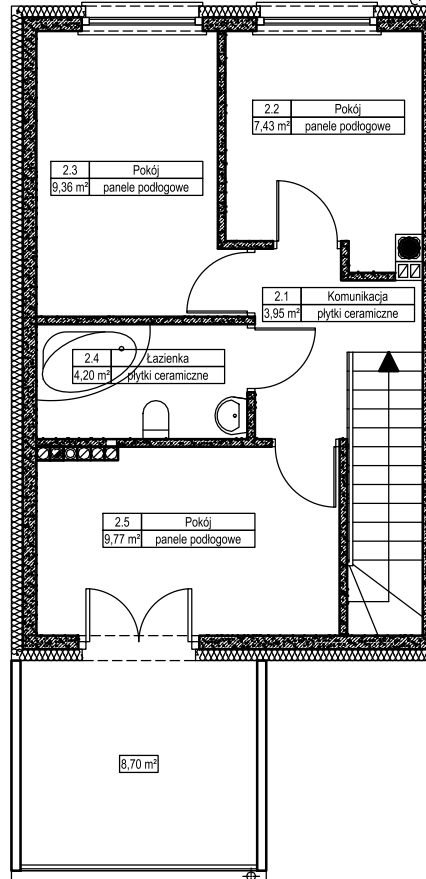 2.2 Pokój
7,43 m² panele podłogowe
2.3 Pokój
9,36 m² panele podłogowe
2.1 Komunikacja
3,95 m² płytki ceramiczne
2.4 Łazienka
4,20 m² płytki ceramiczne
2.5 Pokój
9,77 m² panele podłogowe
8,70 m²